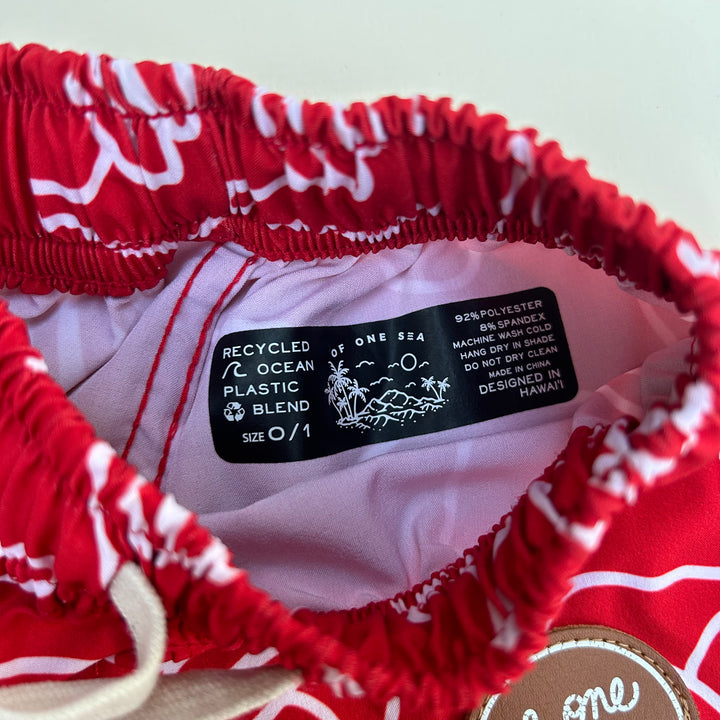 RECYCLED
OCEAN
PLASTIC
BLEND
SIZE 0/1
OF ONE SEA
92% POLYESTER
8% SPANDEX
MACHINE WASH COLD
HANG DRY IN SHADE
DO NOT DRY CLEAN
MADE IN CHINA
DESIGNED IN
HAWAI'I
one